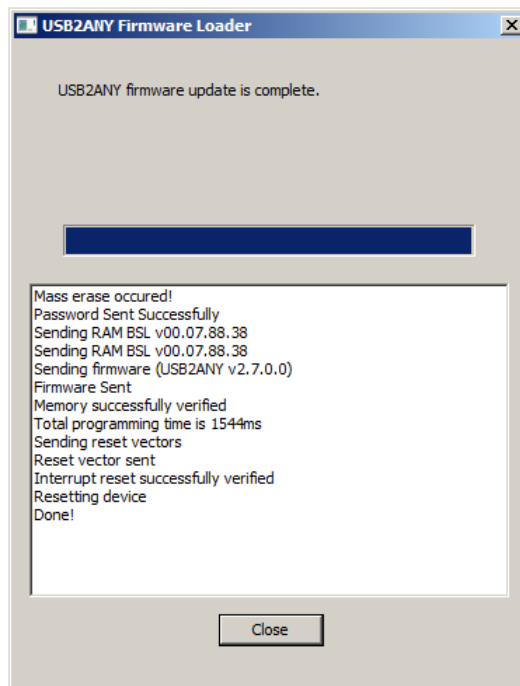 USB2ANY Firmware Loader
USB2ANY firmware update is complete.
Mass erase occured!
Password Sent Successfully
Sending RAM BSL v00.07.88.38
Sending RAM BSL v00.07.88.38
Sending firmware (USB2ANY v2.7.0.0)
Firmware Sent
Memory successfully verified
Total programming time is 1544ms
Sending reset vectors
Reset vector sent
Interrupt reset successfully verified
Resetting device
Done!
Close